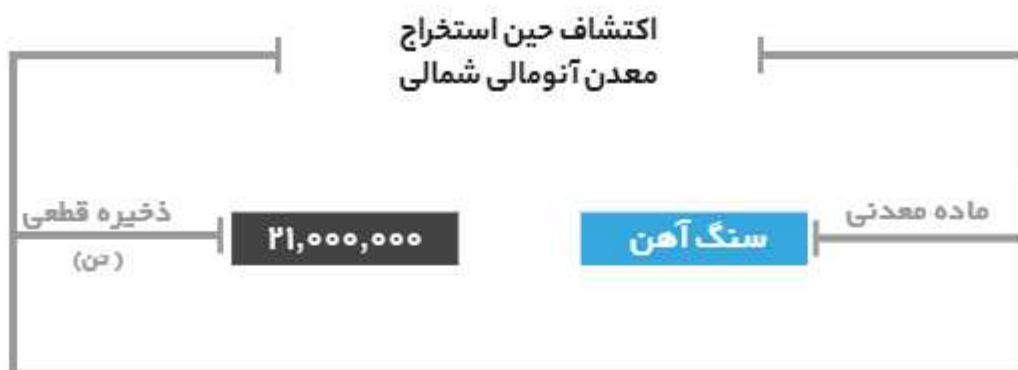 اکتشاف حین استخراج
معدن آنومالی شمالی
ماده معدنی
سنگ آهن
۲۱,۰۰۰,۰۰۰
ذخیره قطعی
(تن)